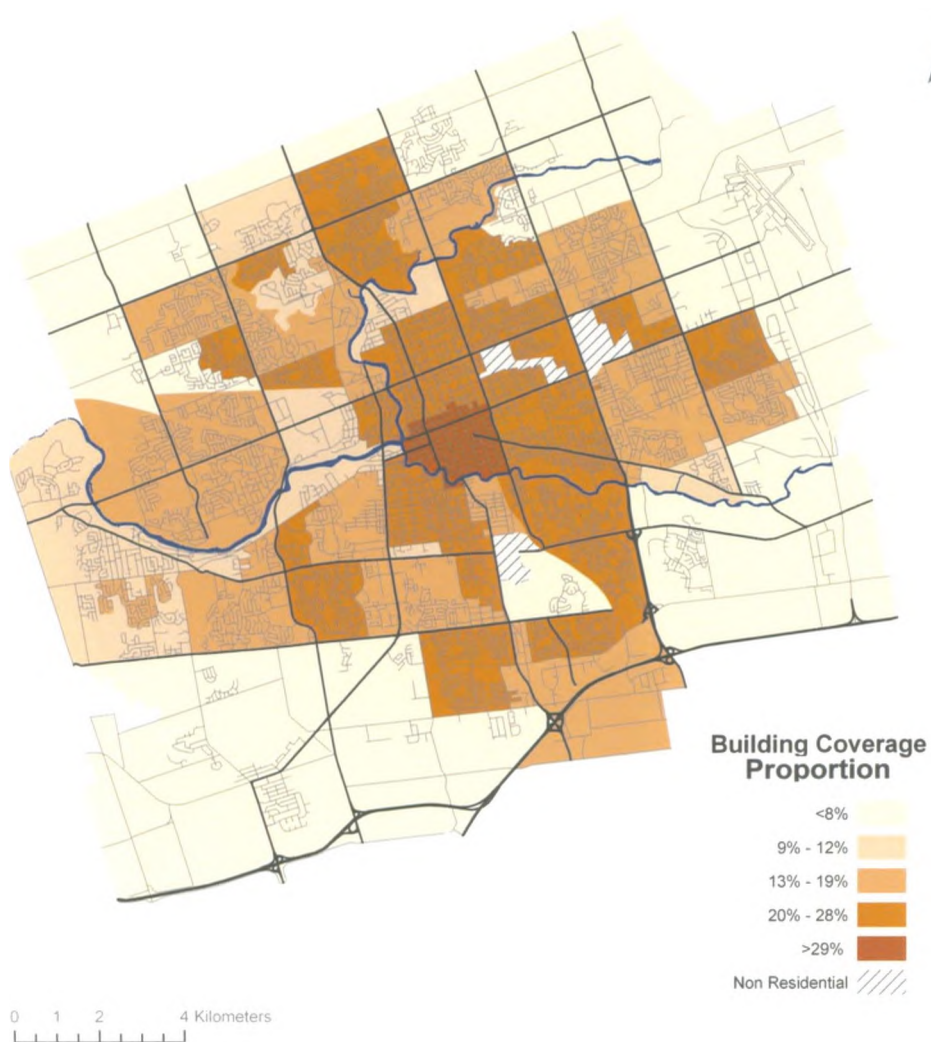 Building Coverage
Proportion
<8%
9% - 12%
13% - 19%
20% - 28%
>29%
Non Residential
0 1 2 4 Kilometers